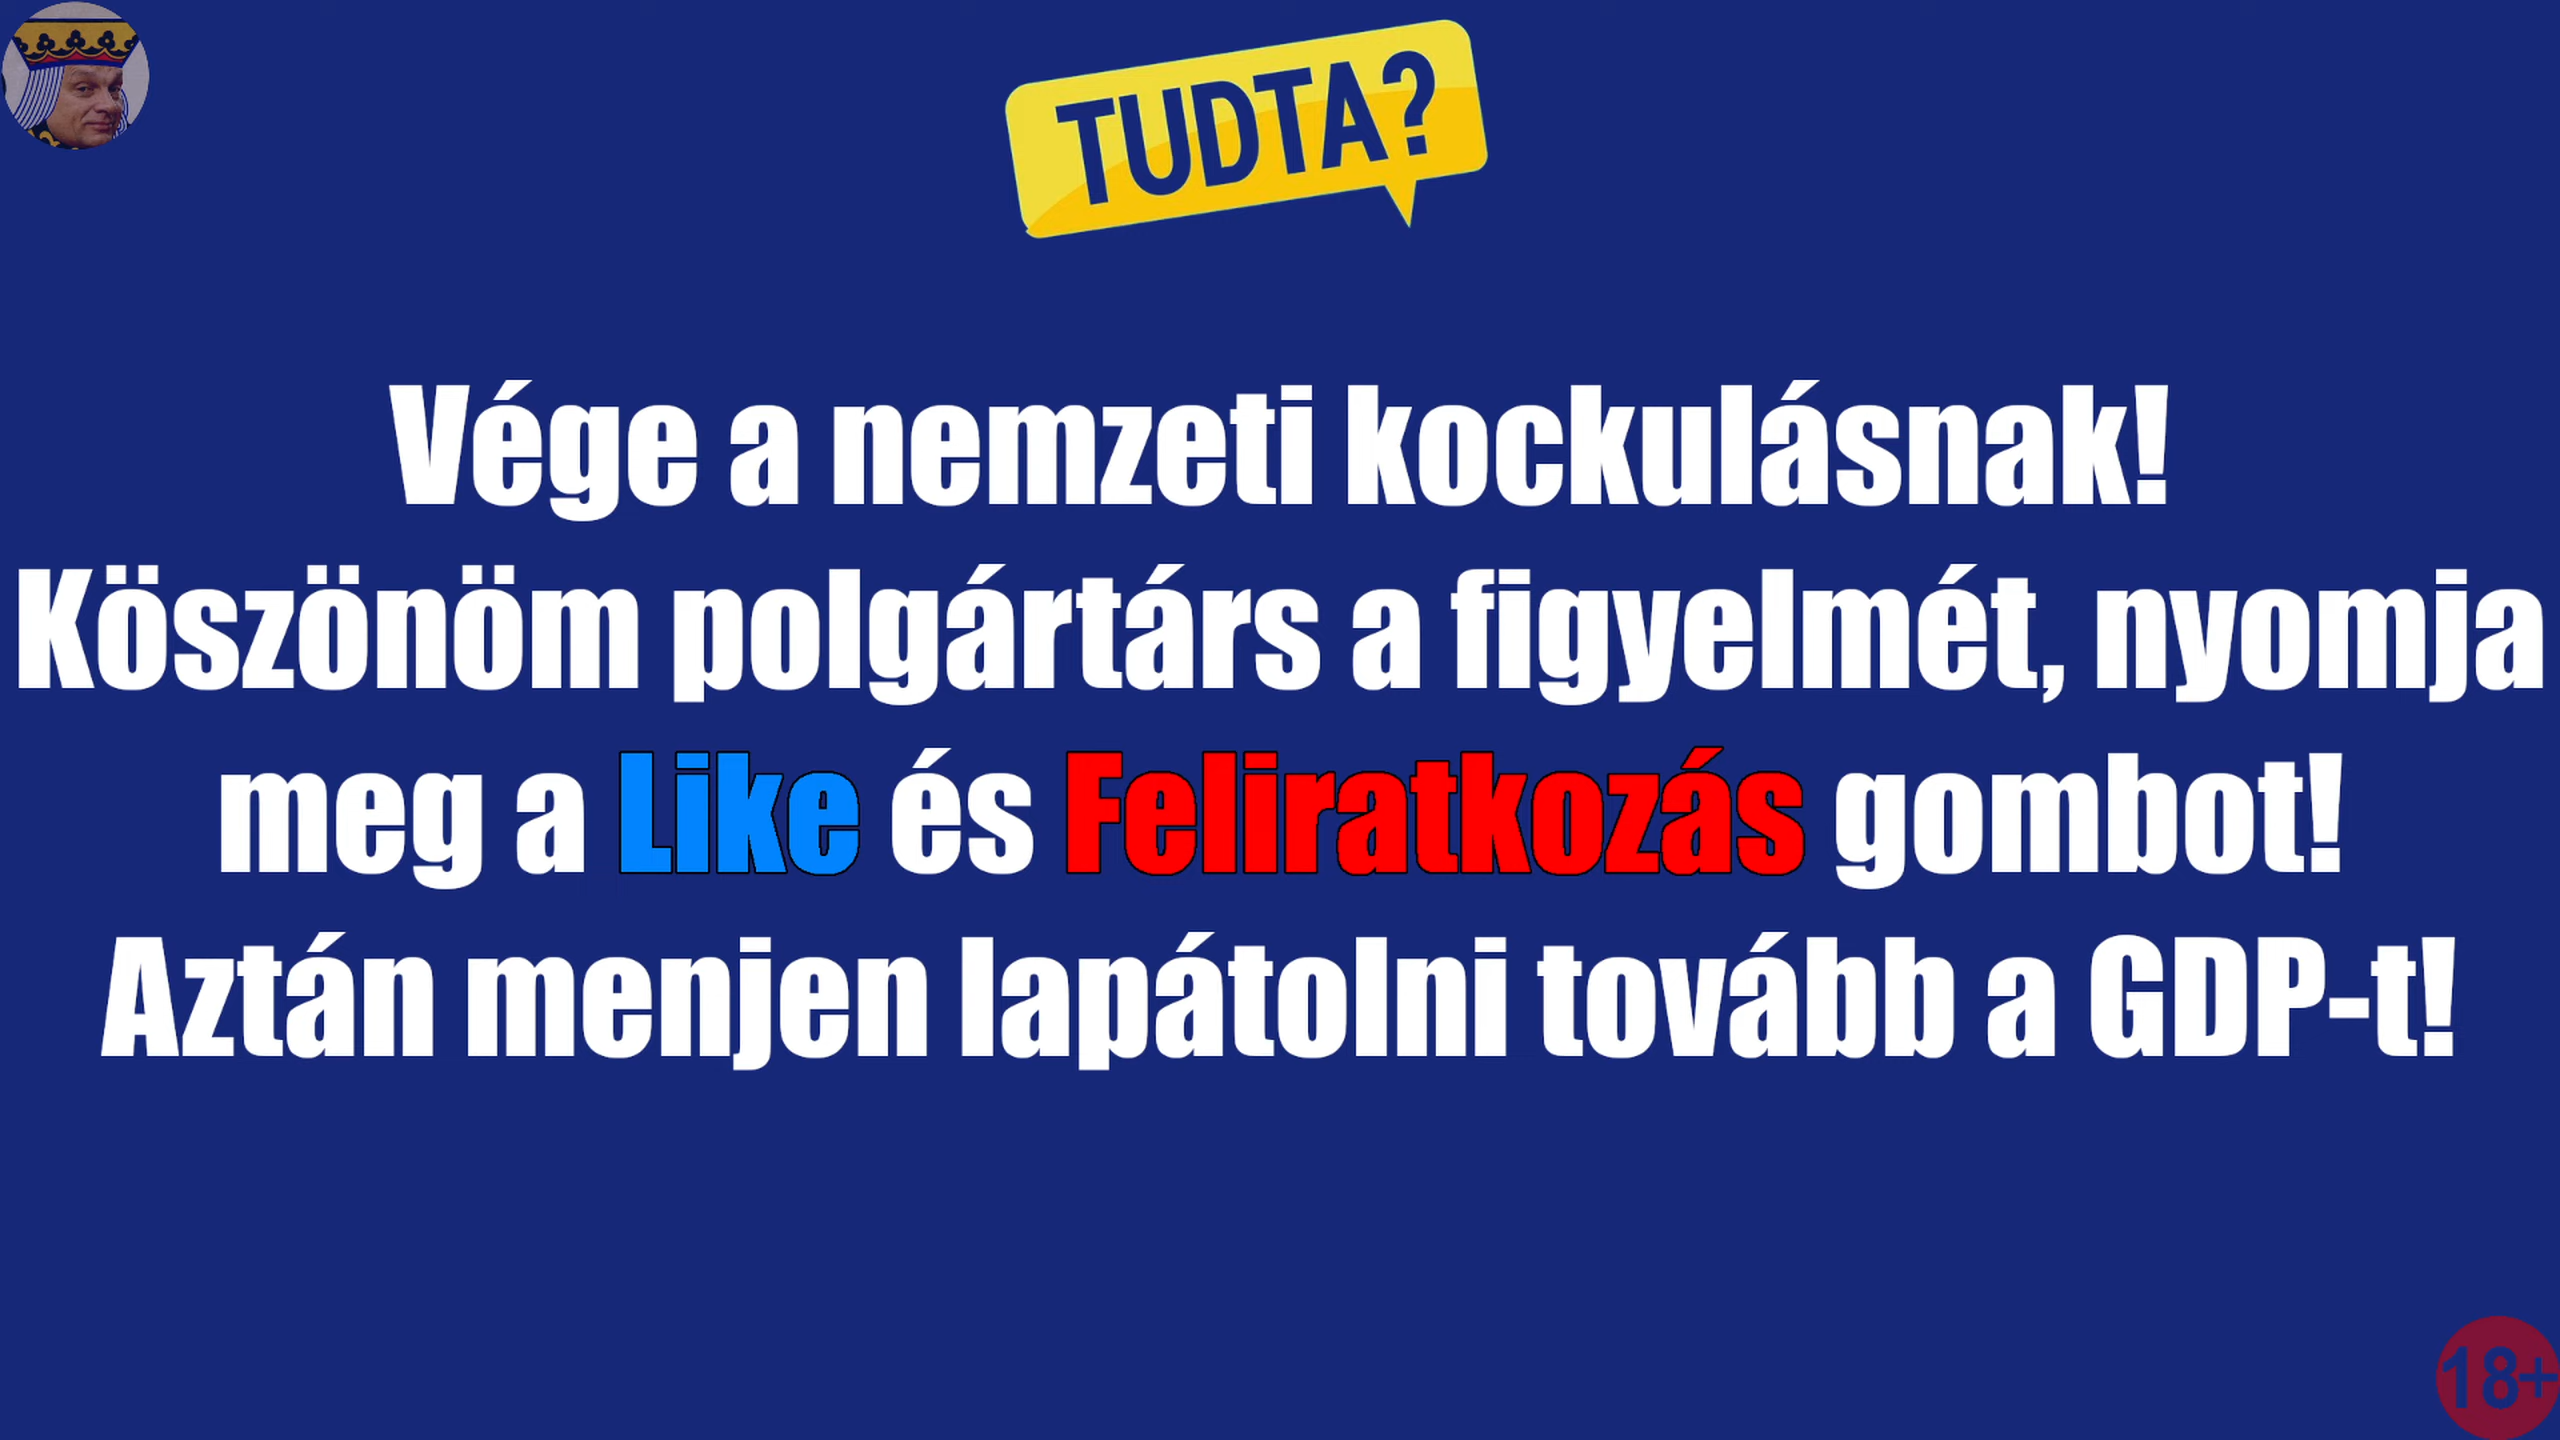 TUDTA?
Vége a nemzeti kockulásnak!
Köszönöm polgártárs a figyelmét, nyomja
meg a Like és Feliratkozás gombot!
Aztán menjen lapátolni tovább a GDP-t!
18+